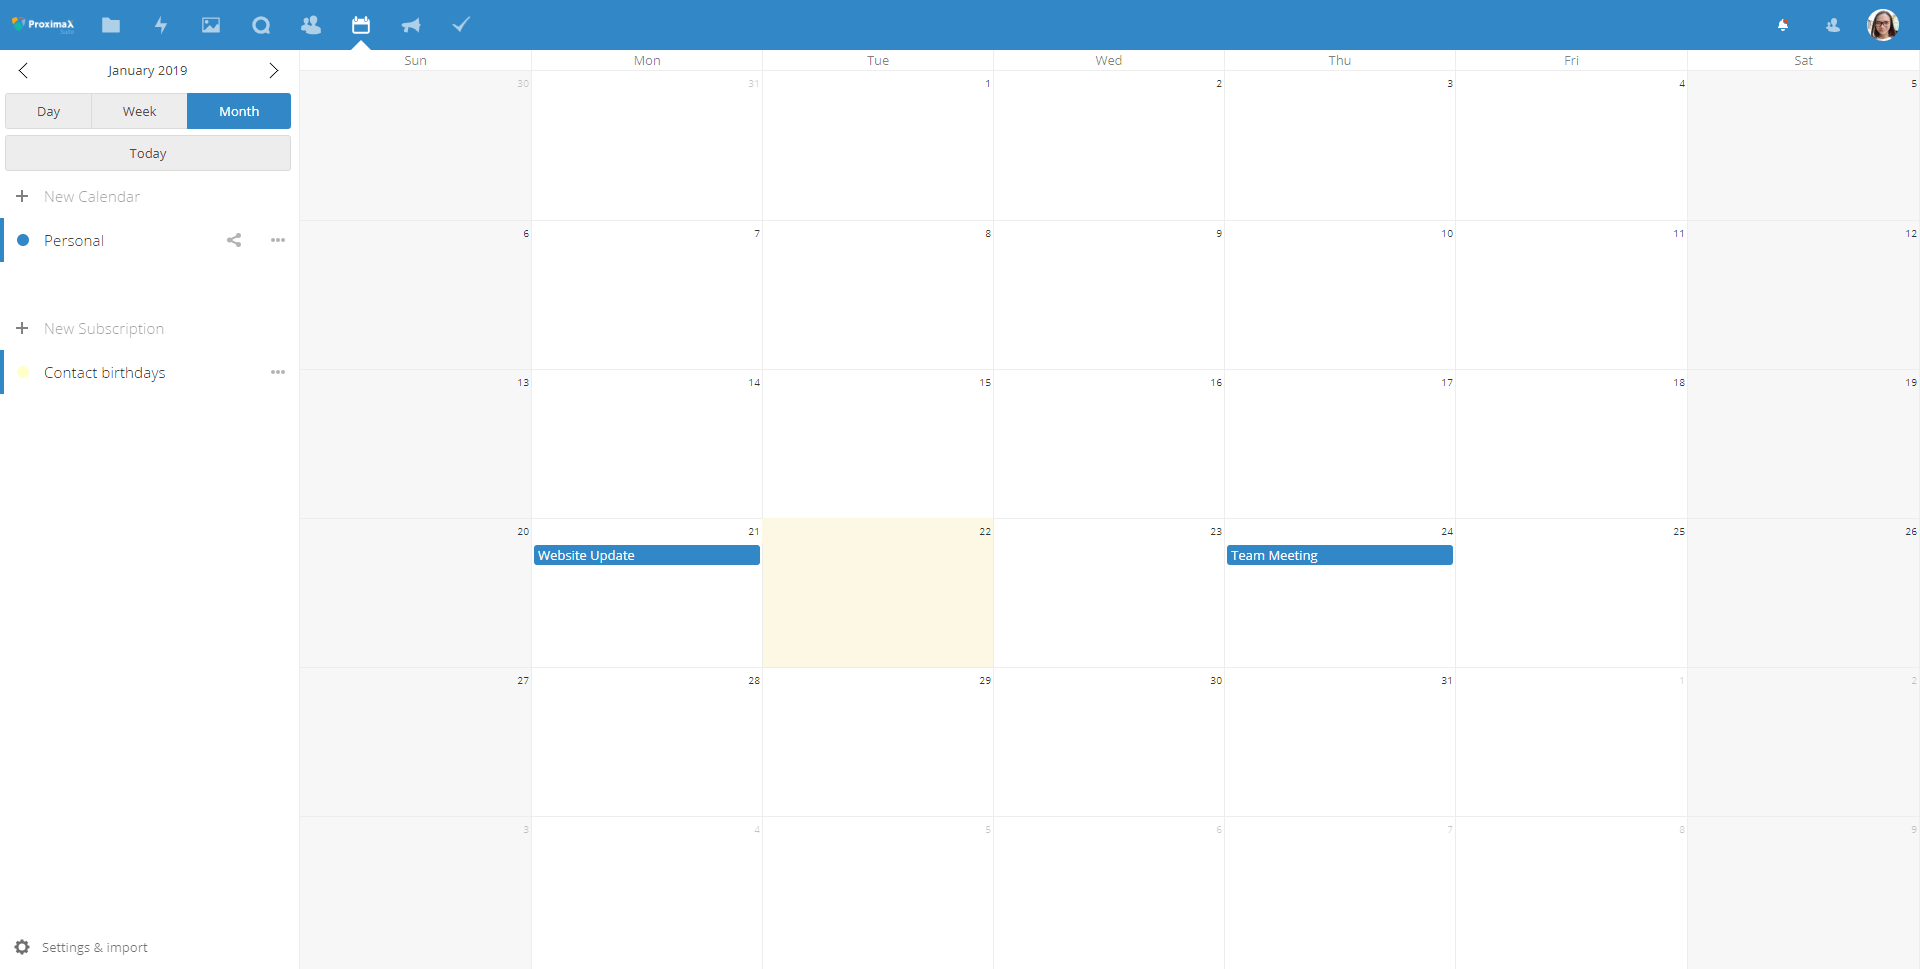 ProximaX
January 2019
Day Week Month
Today
New Calendar
Personal
New Subscription
Contact birthdays
Settings & import
Sun Mon Tue Wed Thu Fri Sat
30 31 1 2 3 4 5
6 7 8 9 10 11 12
13 14 15 16 17 18 19
20 21 22 23 24 25 26
Website Update Team Meeting
27 28 29 30 31 1 2
3 4 5 6 7 8 9